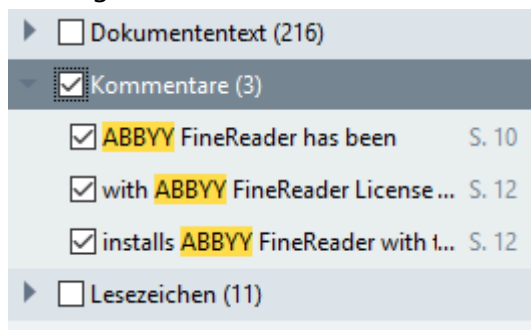 Dokumententext (216)
Kommentare (3)
ABBYY FineReader has been S. 10
with ABBYY FineReader License ... S. 12
installs ABBYY FineReader with t... S. 12
Lesezeichen (11)